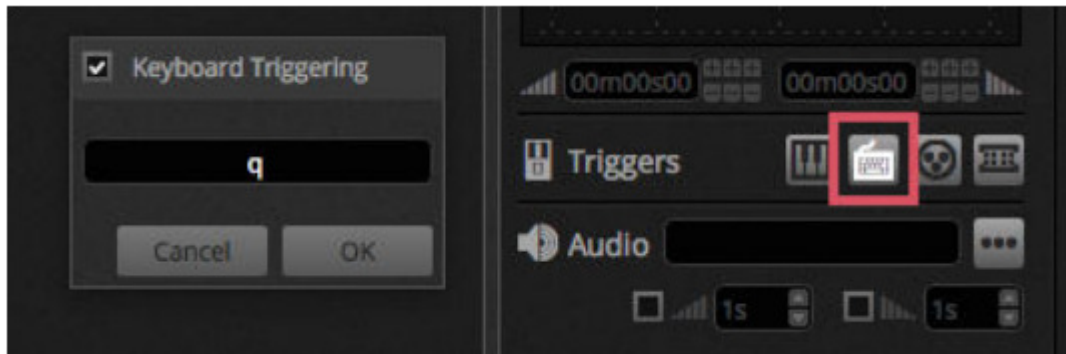 Keyboard Triggering
q
Cancel OK
00m00s00 00m00s00
Triggers
Audio
1s 1s